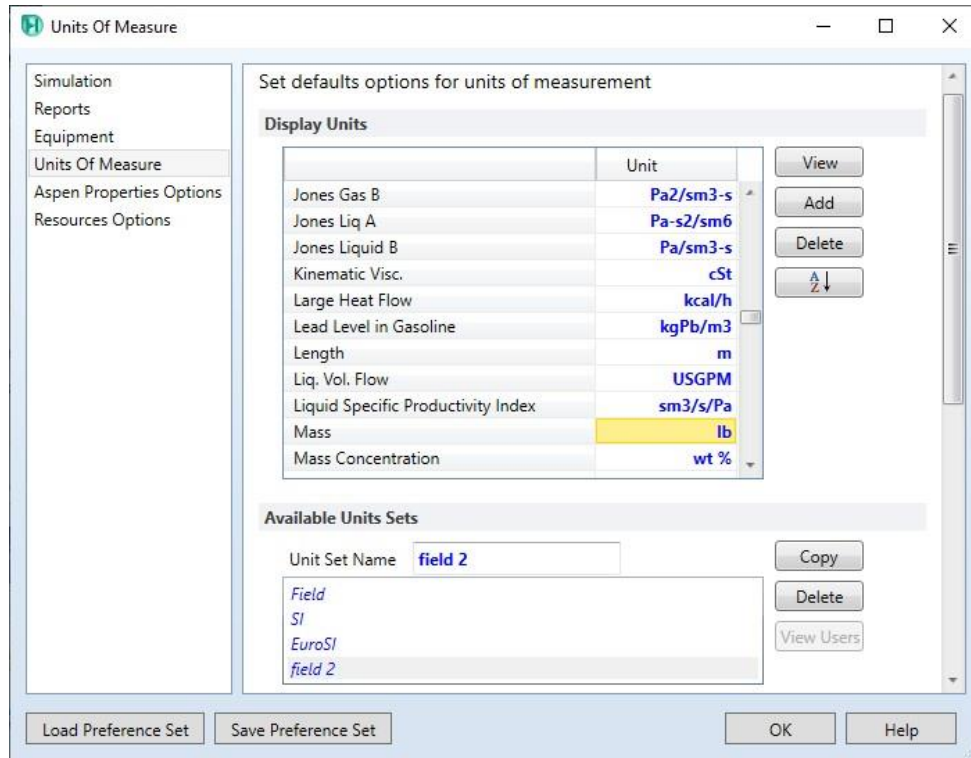 Units Of Measure
Simulation
Reports
Equipment
Units Of Measure
Aspen Properties Options
Resources Options
Set defaults options for units of measurement
Display Units
Unit
Jones Gas B Pa2/sm3-s
Jones Liq A Pa-s2/sm6
Jones Liquid B Pa/sm3-s
Kinematic Visc. cSt
Large Heat Flow kcal/h
Lead Level in Gasoline kgPb/m3
Length m
Liq. Vol. Flow USGPM
Liquid Specific Productivity Index sm3/s/Pa
Mass lb
Mass Concentration wt %
View
Add
Delete
A
Z
Available Units Sets
Unit Set Name field 2
Field
SI
EuroSI
field 2
Copy
Delete
View Users
Load Preference Set Save Preference Set OK Help